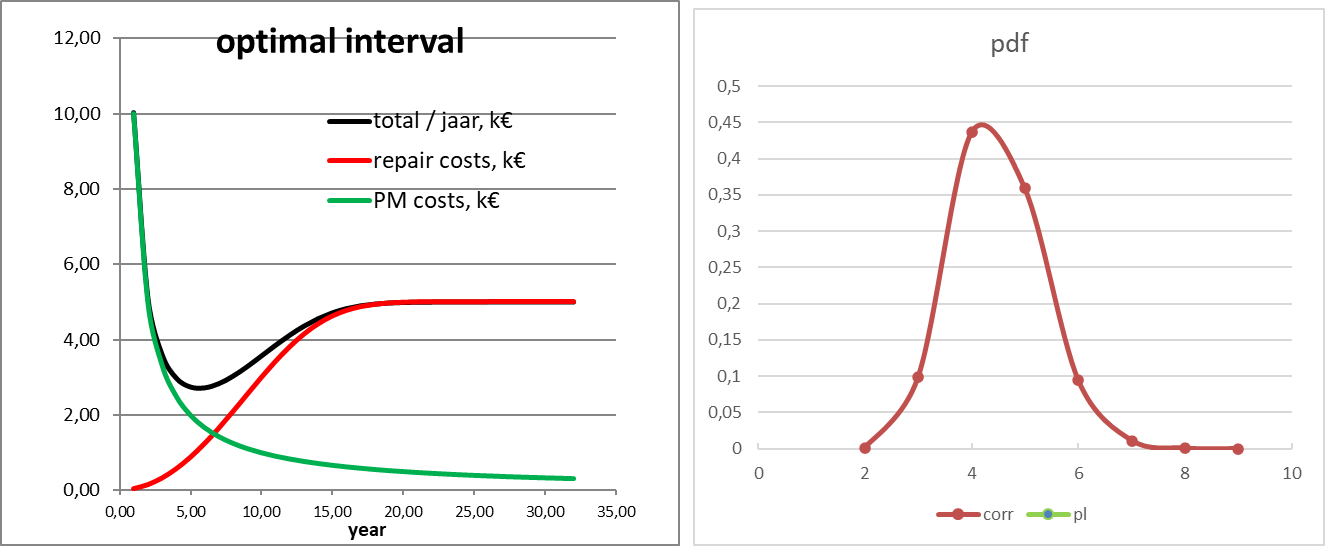 optimal interval
12,00
10,00
8,00
6,00
4,00
2,00
0,00
total / jaar, k€
repair costs, k€
PM costs, k€
0,00 5,00 10,00 15,00 20,00 25,00 30,00 35,00
year
pdf
0,5
0,45
0,4
0,35
0,3
0,25
0,2
0,15
0,1
0,05
0
0 2 4 6 8 10
corr pl